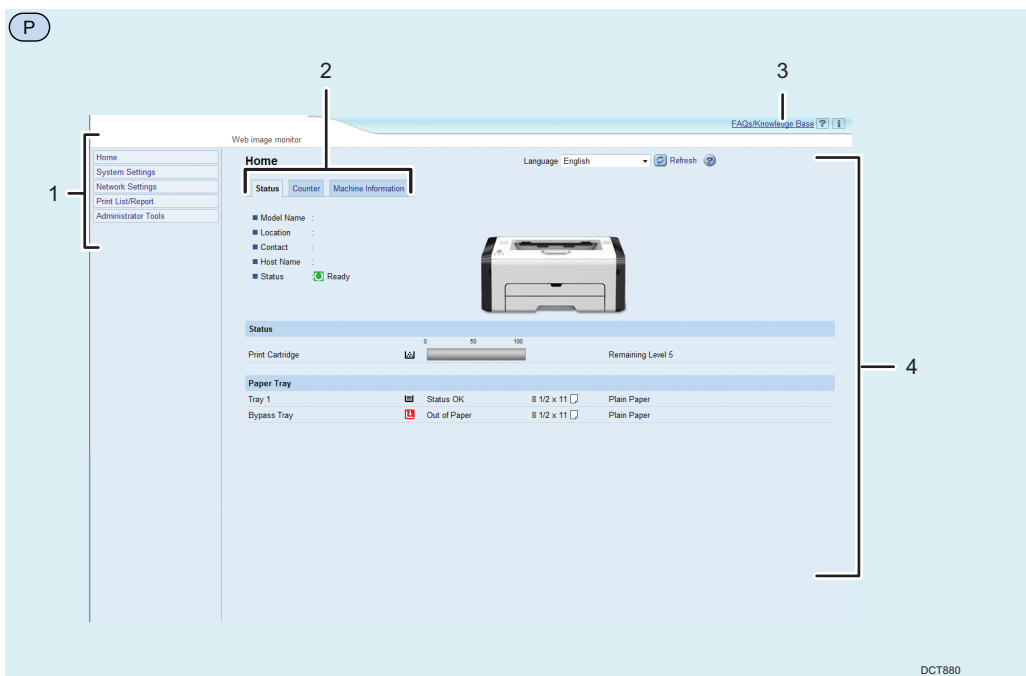 P
2
3
FAQs/Knowledge Base ? i
Web image monitor
1
Home
System Settings
Network Settings
Print List/Report
Administrator Tools
Home
Language English Refresh ?
Status Counter Machine Information
Model Name :
Location :
Contact :
Host Name :
Status : Ready
Status
0 50 100
Print Cartridge Remaining Level 5
4
Paper Tray
Tray 1 Status OK 8 1/2 x 11 Plain Paper
Bypass Tray Out of Paper 8 1/2 x 11 Plain Paper
DCT880